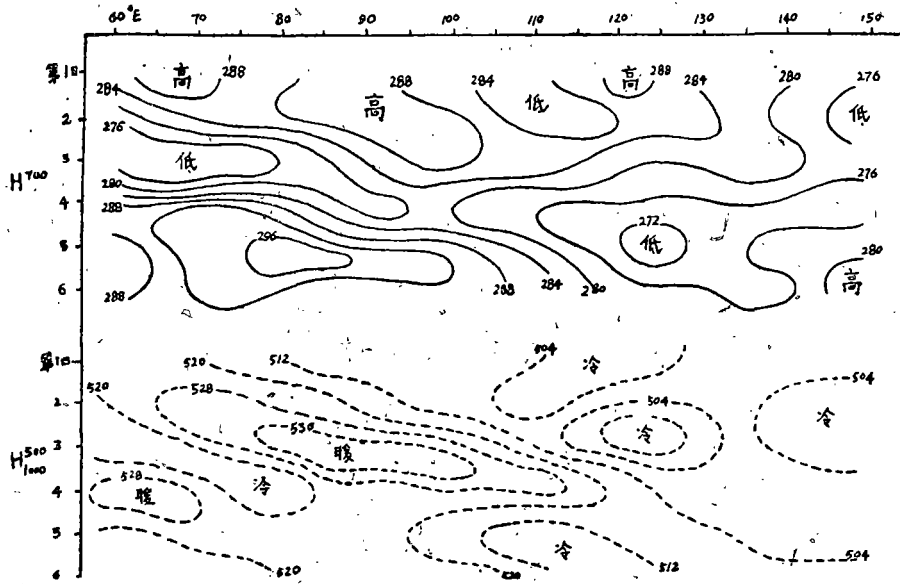 60°E 70 80 90 100 110 120 130 140 150
第1日 高 288 288 284 高 288 284 280 276
284 高 低 低
2
276
3 低
H700 276
280
4
288
272
296 低
5 280
高
6 288 288 284 280
第1日 520 512 504 冷
520 528 504 504
2
530 冷 冷
3 暖
H500/1000
528
4 暖 冷
5 冷
504
6 520 520 512